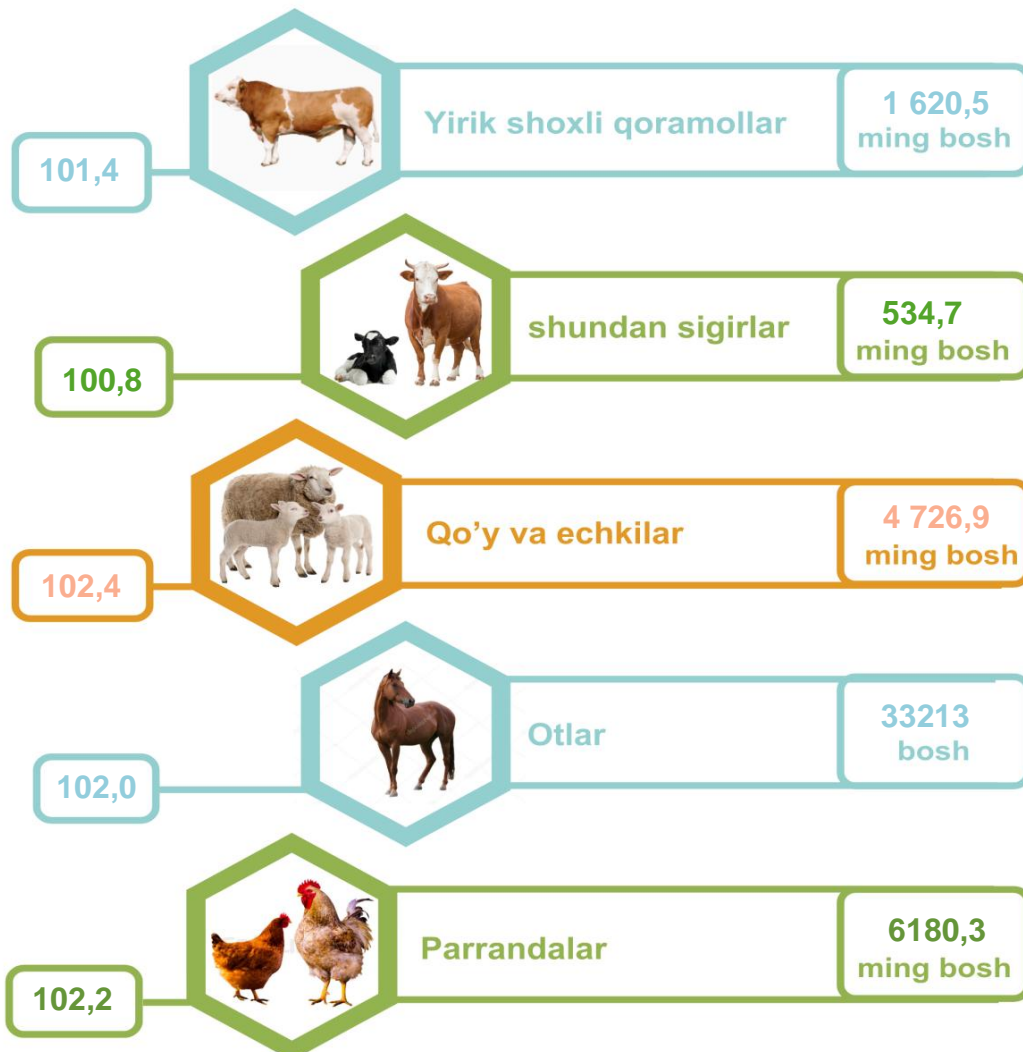 Yirik shoxli qoramollar
1 620,5
ming bosh
101,4
shundan sigirlar
534,7
ming bosh
100,8
Qo’y va echkilar
4 726,9
ming bosh
102,4
Otlar
33213
bosh
102,0
Parrandalar
6180,3
ming bosh
102,2